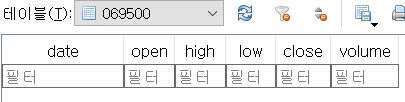 테이블(T): 069500
date open high low close volume
필터 필터 필터 필터 필터 필터